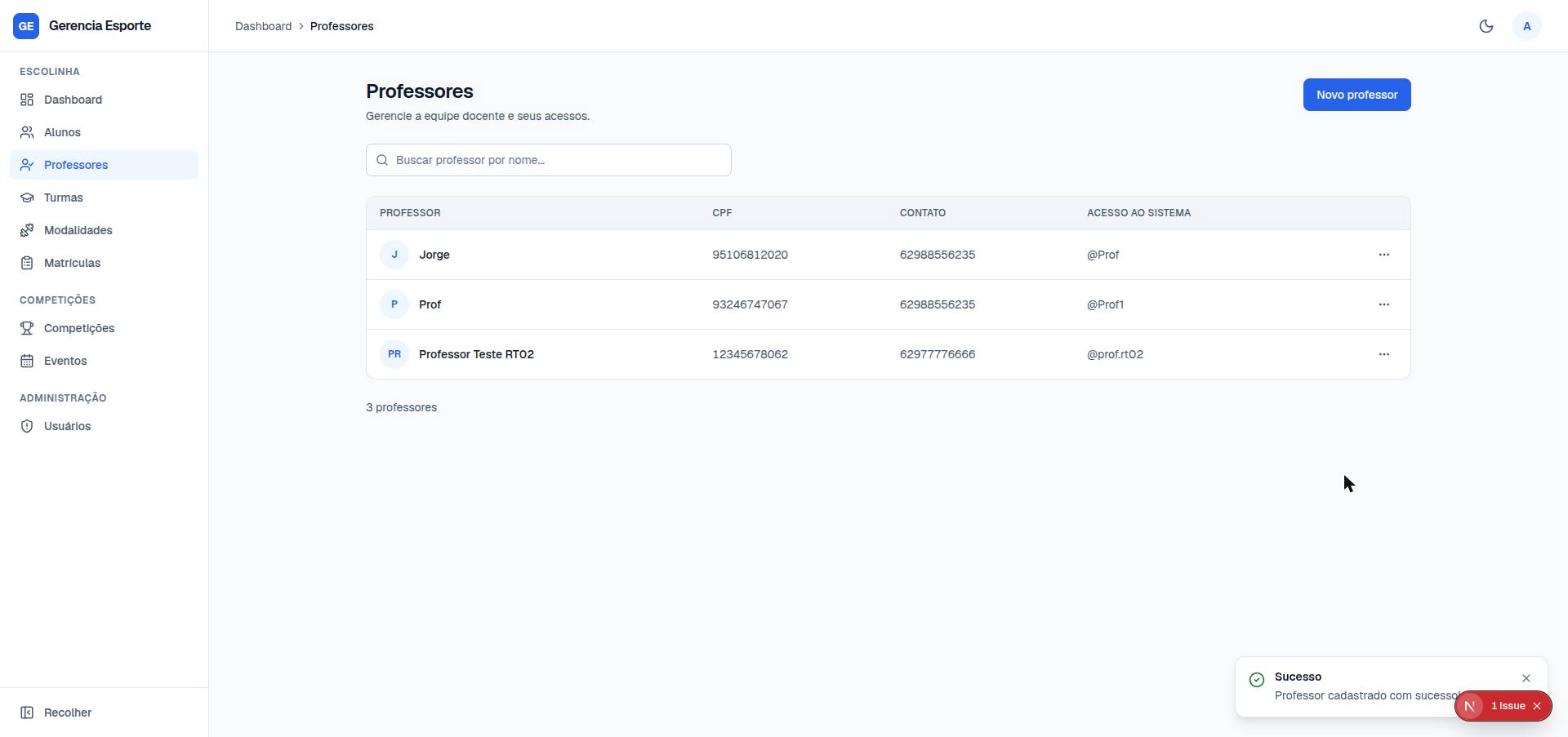 GE Gerencia Esporte
Dashboard > Professores
A
ESCOLINHA
Dashboard
Alunos
Professores
Turmas
Modalidades
Matrículas
COMPETIÇÕES
Competições
Eventos
ADMINISTRAÇÃO
Usuários
Recolher
Professores
Gerencie a equipe docente e seus acessos.
Novo professor
Buscar professor por nome...
PROFESSOR CPF CONTATO ACESSO AO SISTEMA
J Jorge 95106812020 62988556235 @Prof ...
P Prof 93246747067 62988556235 @Prof1 ...
PR Professor Teste RT02 12345678062 62977776666 @prof.rt02 ...
3 professores
Sucesso
Professor cadastrado com sucesso!
N 1 Issue